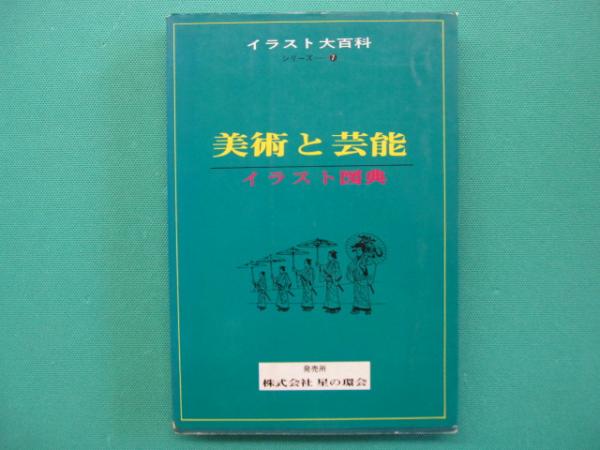 イラスト大百科
シリーズ―7
美術と芸能
イラスト図典
発売所
株式会社 星の環会